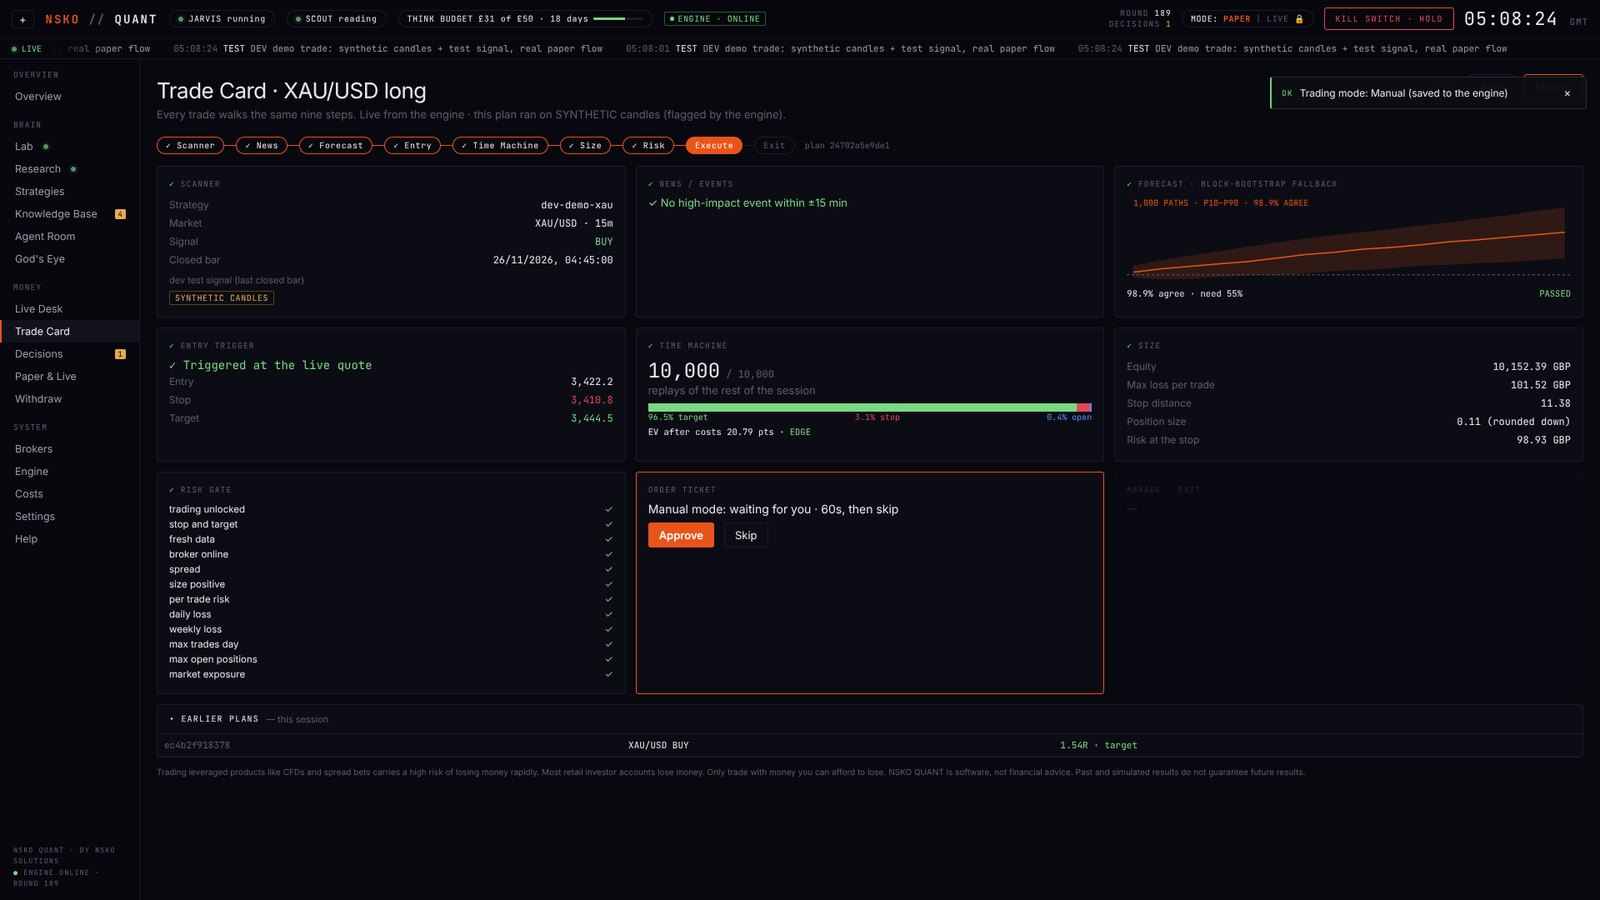 + NSKO // QUANT JARVIS running SCOUT reading THINK BUDGET £31 of £50 · 18 days ENGINE · ONLINE ROUND 189 DECISIONS 1 MODE: PAPER | LIVE KILL SWITCH · HOLD 05:08:24 GMT
LIVE real paper flow 05:08:24 TEST DEV demo trade: synthetic candles + test signal, real paper flow 05:08:01 TEST DEV demo trade: synthetic candles + test signal, real paper flow 05:08:24 TEST DEV demo trade: synthetic candles + test signal, real paper flow
OVERVIEW
Overview
BRAIN
Lab
Research
Strategies
Knowledge Base 4
Agent Room
God's Eye
MONEY
Live Desk
Trade Card
Decisions 1
Paper & Live
Withdraw
SYSTEM
Brokers
Engine
Costs
Settings
Help
NSKO QUANT · BY NSKO
SOLUTIONS
ENGINE ONLINE ·
ROUND 189
Trade Card · XAU/USD long
Every trade walks the same nine steps. Live from the engine · this plan ran on SYNTHETIC candles (flagged by the engine).
OK Trading mode: Manual (saved to the engine) ×
✓ Scanner ✓ News ✓ Forecast ✓ Entry ✓ Time Machine ✓ Size ✓ Risk Execute Exit plan 24702a5e9de1
✓ SCANNER
Strategy dev-demo-xau
Market XAU/USD · 15m
Signal BUY
Closed bar 26/11/2026, 04:45:00
dev test signal (last closed bar)
SYNTHETIC CANDLES
✓ NEWS / EVENTS
✓ No high-impact event within ±15 min
✓ FORECAST · BLOCK-BOOTSTRAP FALLBACK
1,000 PATHS · P10–P90 · 98.9% AGREE
98.9% agree · need 55% PASSED
✓ ENTRY TRIGGER
✓ Triggered at the live quote
Entry 3,422.2
Stop 3,410.8
Target 3,444.5
✓ TIME MACHINE
10,000 / 10,000
replays of the rest of the session
96.5% target 3.1% stop 0.4% open
EV after costs 20.79 pts · EDGE
✓ SIZE
Equity 10,152.39 GBP
Max loss per trade 101.52 GBP
Stop distance 11.38
Position size 0.11 (rounded down)
Risk at the stop 98.93 GBP
✓ RISK GATE
trading unlocked ✓
stop and target ✓
fresh data ✓
broker online ✓
spread ✓
size positive ✓
per trade risk ✓
daily loss ✓
weekly loss ✓
max trades day ✓
max open positions ✓
market exposure ✓
ORDER TICKET
Manual mode: waiting for you · 60s, then skip
Approve Skip
MANAGE · EXIT
—
• EARLIER PLANS — this session
ec4b2f918378 XAU/USD BUY 1.54R · target
Trading leveraged products like CFDs and spread bets carries a high risk of losing money rapidly. Most retail investor accounts lose money. Only trade with money you can afford to lose. NSKO QUANT is software, not financial advice. Past and simulated results do not guarantee future results.